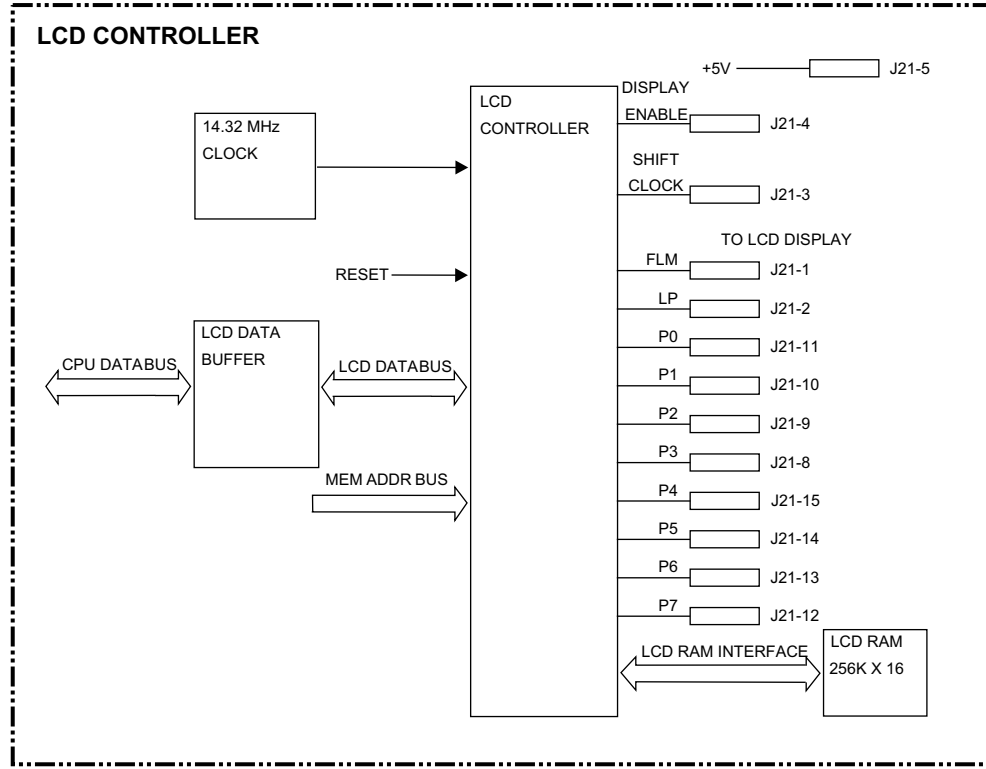 LCD CONTROLLER
+5V
J21-5
DISPLAY
ENABLE
J21-4
LCD
CONTROLLER
14.32 MHz
CLOCK
SHIFT
CLOCK
J21-3
TO LCD DISPLAY
RESET
FLM
J21-1
LP
J21-2
LCD DATA
BUFFER
CPU DATABUS
LCD DATABUS
P0
J21-11
P1
J21-10
P2
J21-9
P3
J21-8
MEM ADDR BUS
P4
J21-15
P5
J21-14
P6
J21-13
P7
J21-12
LCD RAM INTERFACE
LCD RAM
256K X 16